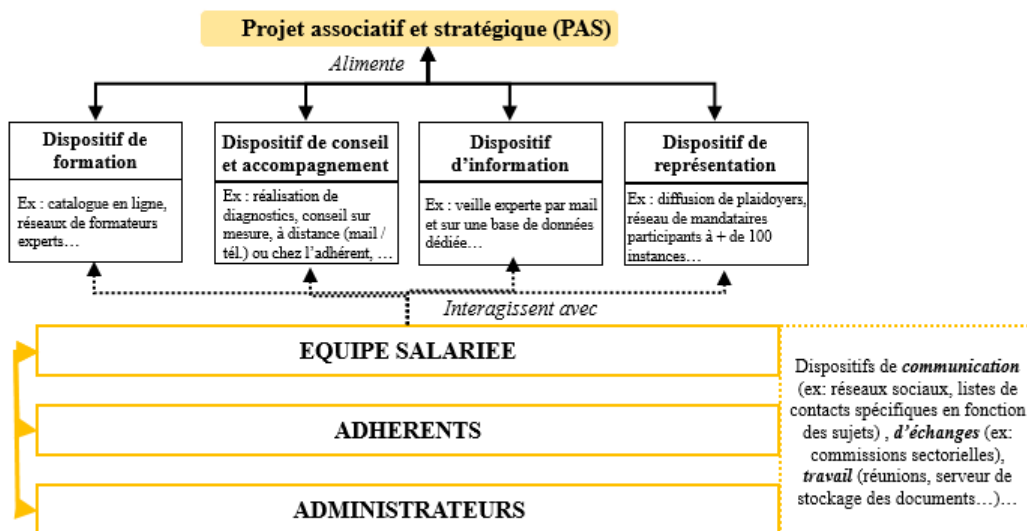 Projet associatif et stratégique (PAS)
Alimente
Dispositif de
formation
Ex : catalogue en ligne,
réseaux de formateurs
experts…
Dispositif de conseil
et accompagnement
Ex : réalisation de
diagnostics, conseil sur
mesure, à distance (mail /
tél.) ou chez l’adhérent, …
Dispositif
d’information
Ex : veille experte par mail
et sur une base de données
dédiée…
Dispositif de
représentation
Ex : diffusion de plaidoyers,
réseau de mandataires
participants à + de 100
instances…
Interagissent avec
EQUIPE SALARIEE
ADHERENTS
ADMINISTRATEURS
Dispositifs de communication
(ex: réseaux sociaux, listes de
contacts spécifiques en fonction
des sujets) , d’échanges (ex:
commissions sectorielles),
travail (réunions, serveur de
stockage des documents…)…